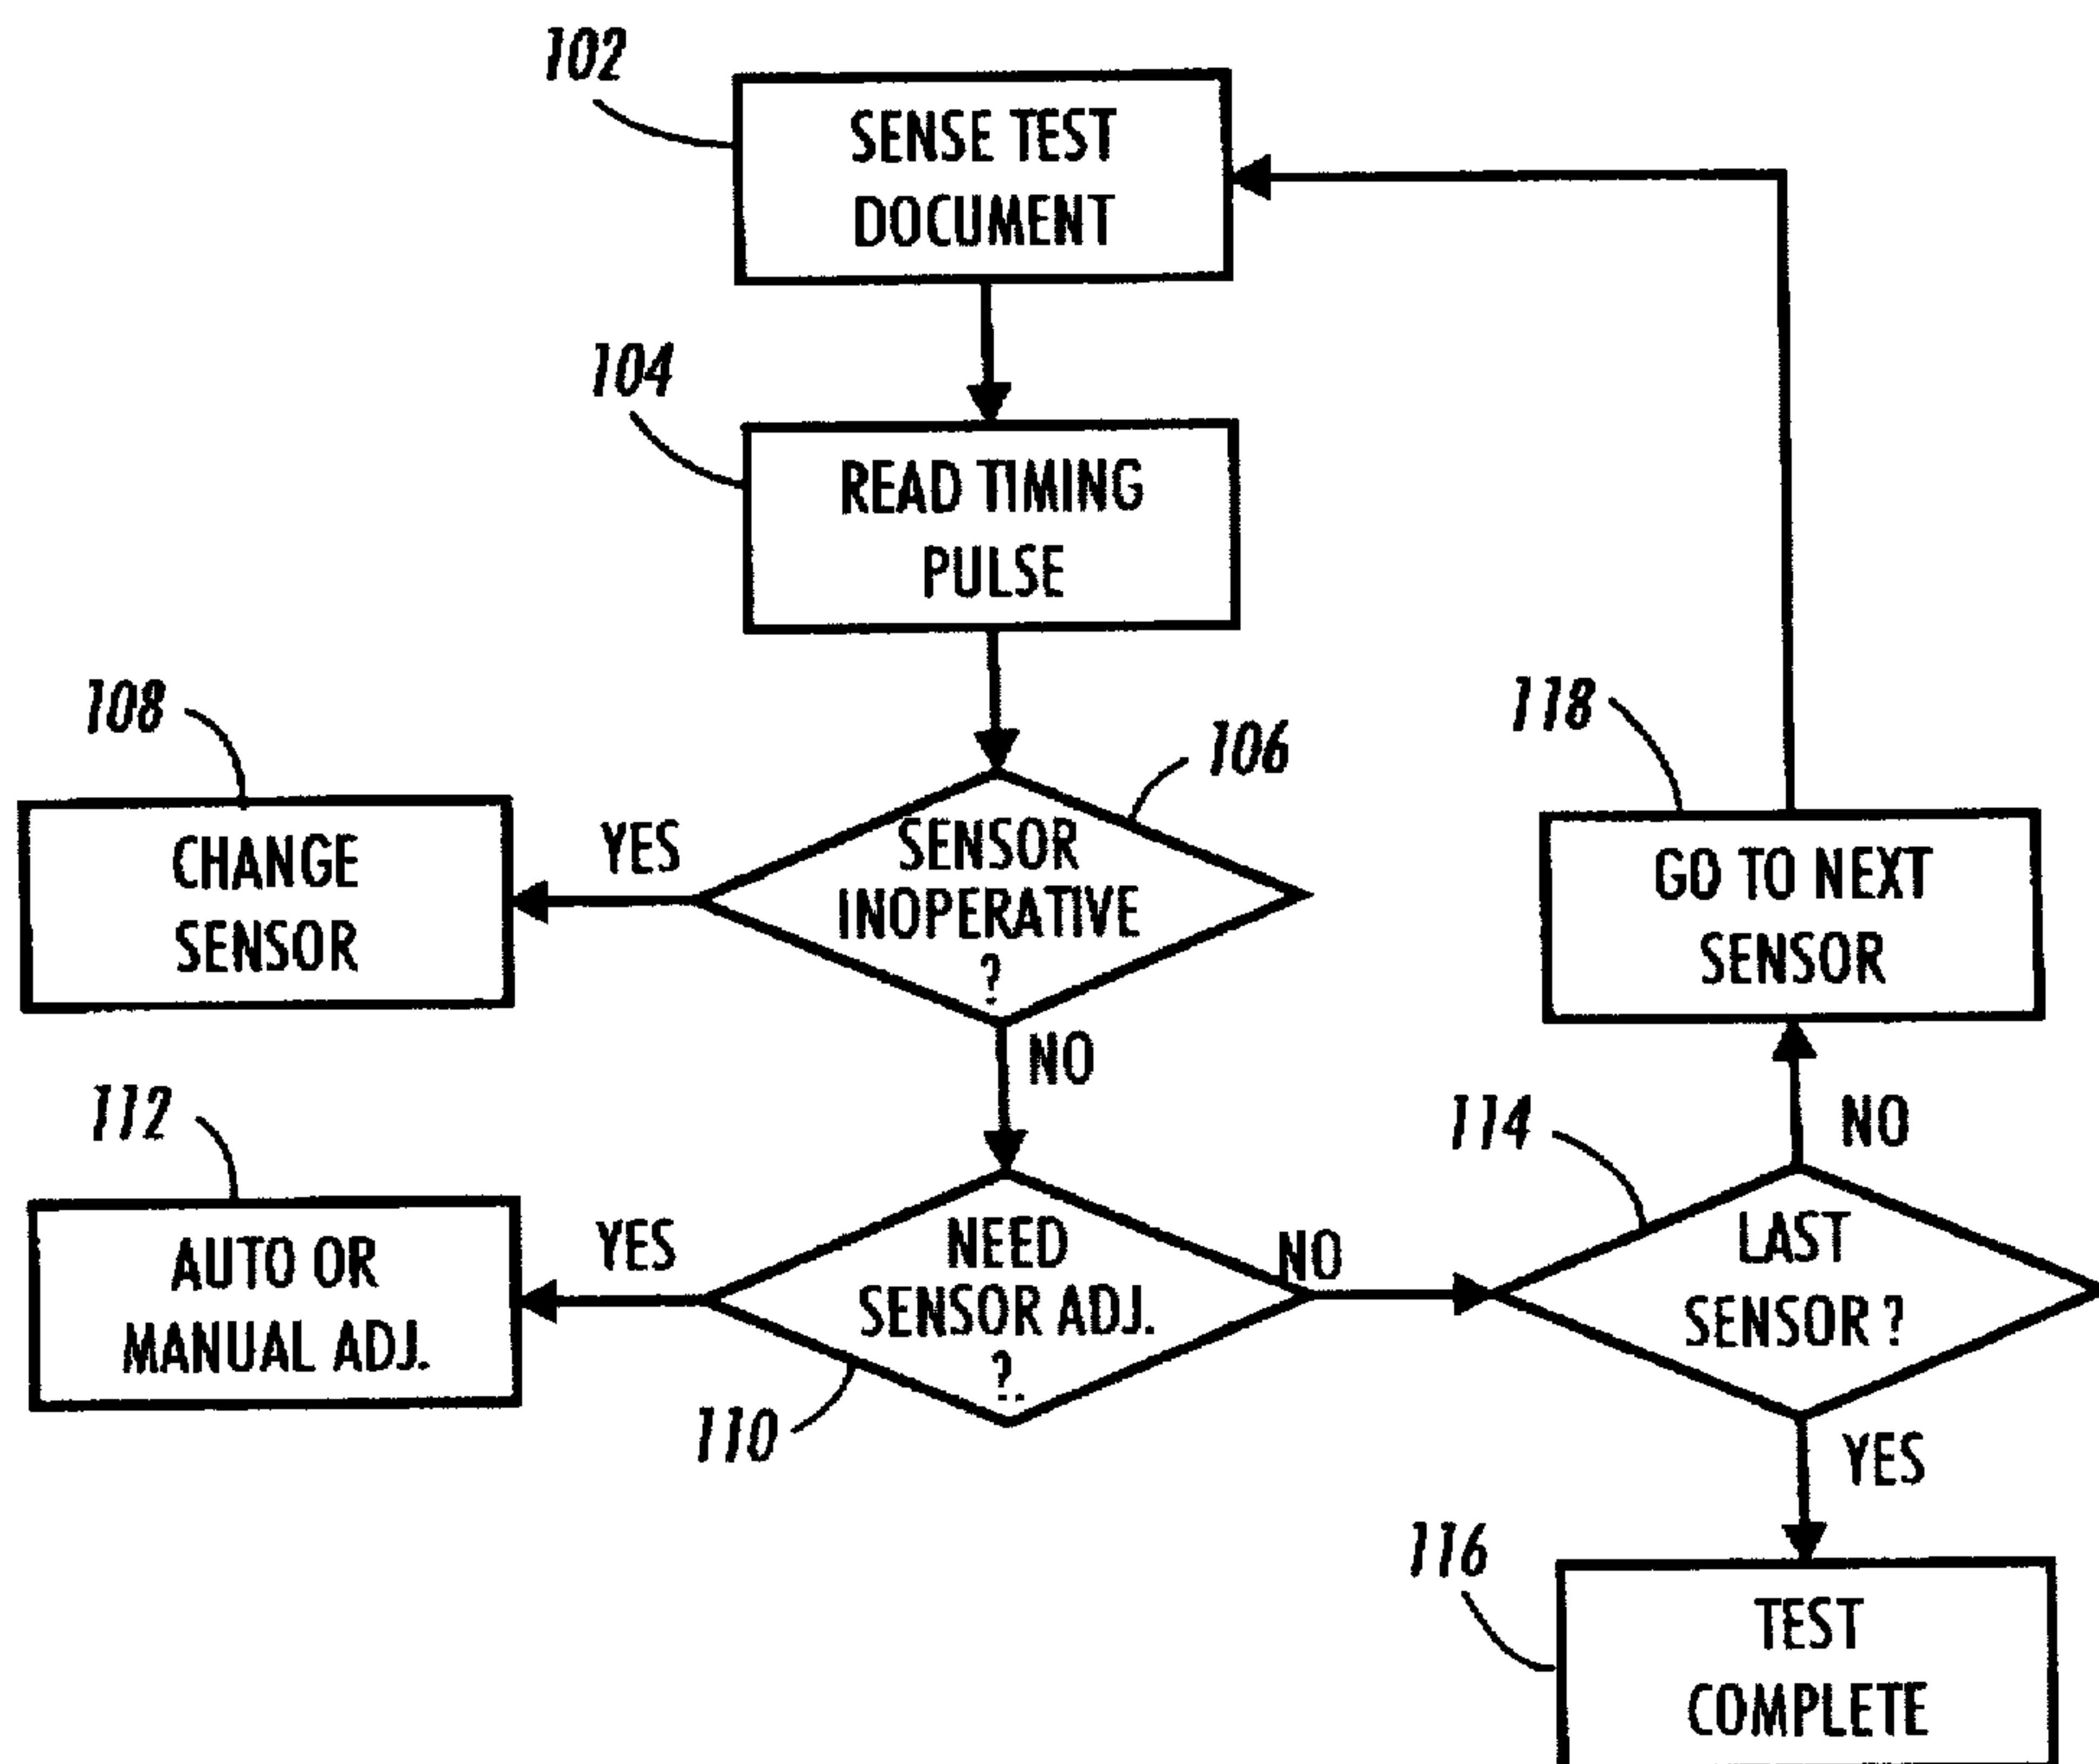 102
SENSE TEST
DOCUMENT
104
READ TIMING
PULSE
108
CHANGE
SENSOR
YES
106
SENSOR
INOPERATIVE
?
NO
118
GO TO NEXT
SENSOR
112
AUTO OR
MANUAL ADJ.
YES
NEED
SENSOR ADJ.
?.
110
NO
114
NO
LAST
SENSOR ?
YES
116
TEST
COMPLETE